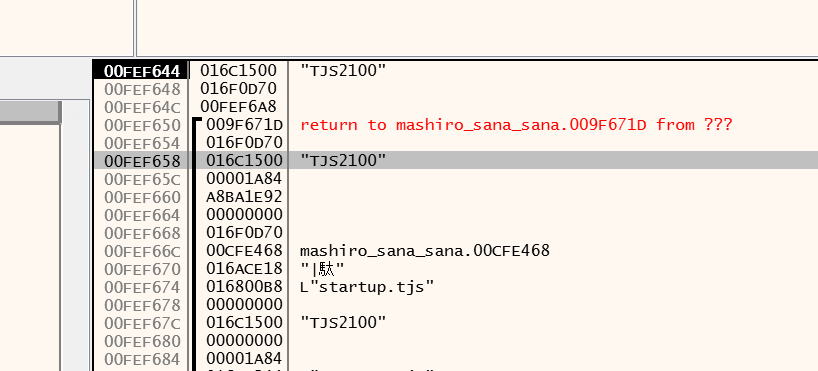 00FEF644 016C1500 "TJS2100"
00FEF648 016F0D70
00FEF64C 00FEF6A8
00FEF650 009F671D return to mashiro_sana_sana.009F671D from ???
00FEF654 016F0D70
00FEF658 016C1500 "TJS2100"
00FEF65C 00001A84
00FEF660 A8BA1E92
00FEF664 00000000
00FEF668 016F0D70
00FEF66C 00CFE468 mashiro_sana_sana.00CFE468
00FEF670 016ACE18 "|駄"
00FEF674 016800B8 L"startup.tjs"
00FEF678 00000000
00FEF67C 016C1500 "TJS2100"
00FEF680 00000000
00FEF684 00001A84